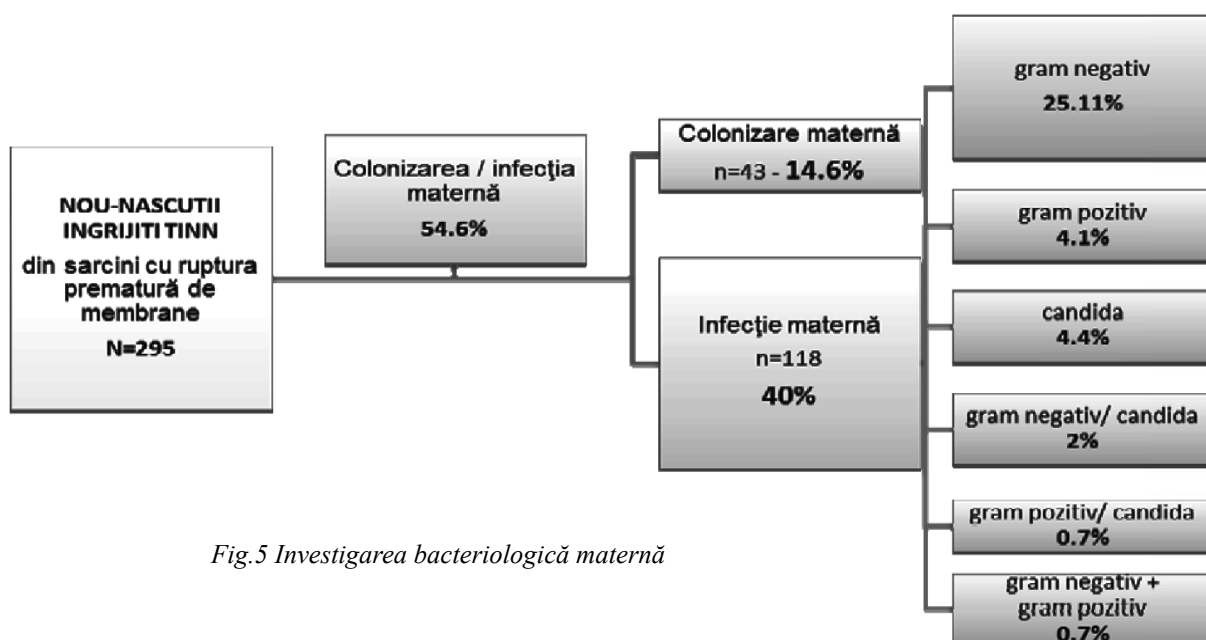 NOU-NASCUTII
INGRIJITI TINN
din sarcini cu ruptura
prematură de
membrane
N=295
Colonizarea / infecţia
maternă
54.6%
Colonizare maternă
n=43 - 14.6%
Infecţie maternă
n=118
40%
gram negativ
25.11%
gram pozitiv
4.1%
candida
4.4%
gram negativ/ candida
2%
gram pozitiv/ candida
0.7%
gram negativ +
gram pozitiv
0.7%
Fig.5 Investigarea bacteriologică maternă